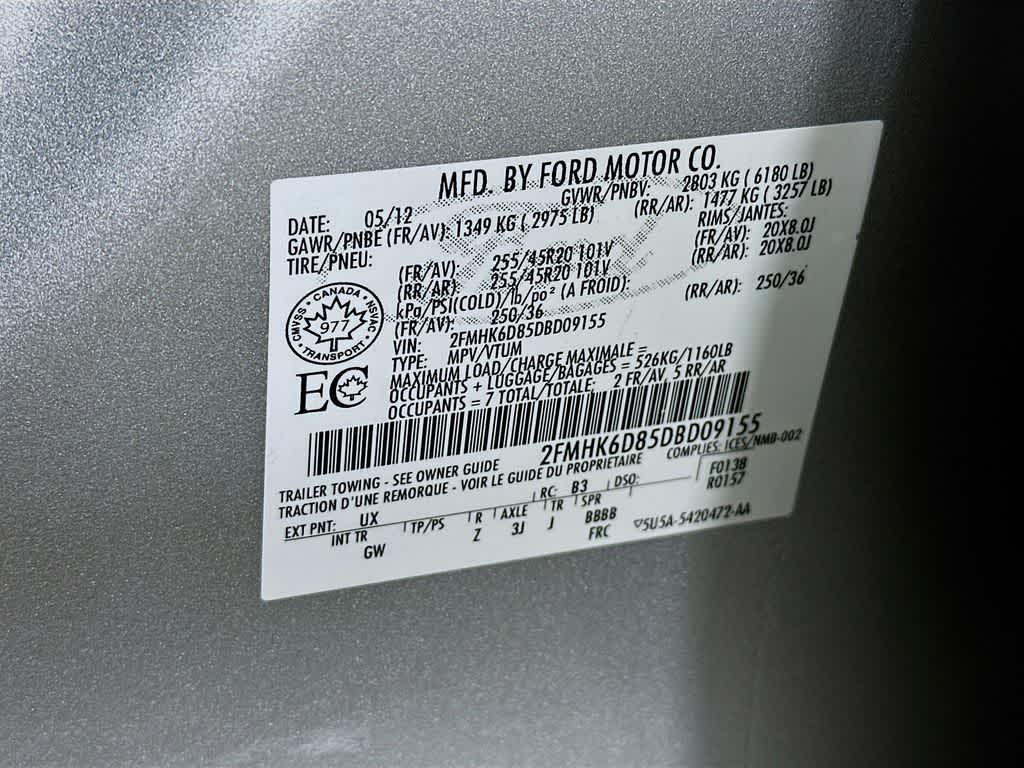 MFD. BY FORD MOTOR CO.
DATE: 05/12 GVWR/PNBV: 2803 KG ( 6180 LB)
GAWR/PNBE (FR/AV): 1349 KG ( 2975 LB) (RR/AR): 1477 KG ( 3257 LB)
TIRE/PNEU: RIMS/JANTES:
(FR/AV): 255/45R20 101V (FR/AV): 20X8.0J
(RR/AR): 255/45R20 101V (RR/AR): 20X8.0J
kPa/PSI(COLD)/lb/po² (A FROID):
(FR/AV): 250/36 (RR/AR): 250/36
VIN: 2FMHK6D85DBD09155
TYPE: MPV/VTUM
MAXIMUM LOAD/CHARGE MAXIMALE =
OCCUPANTS + LUGGAGE/BAGAGES = 526KG/1160LB
OCCUPANTS = 7 TOTAL/TOTALE: 2 FR/AV, 5 RR/AR
CANADA
CMVSS NSVAC
977
TRANSPORT
EC
2FMHK6D85DBD09155
TRAILER TOWING - SEE OWNER GUIDE COMPLIES: ICES/NMB-002
TRACTION D'UNE REMORQUE - VOIR LE GUIDE DU PROPRIETAIRE
EXT PNT: UX RC: B3 DSO: F0138
R0157
INT TR TP/PS R AXLE TR SPR
GW Z 3J J BBBB
FRC
5U5A-5420472-AA